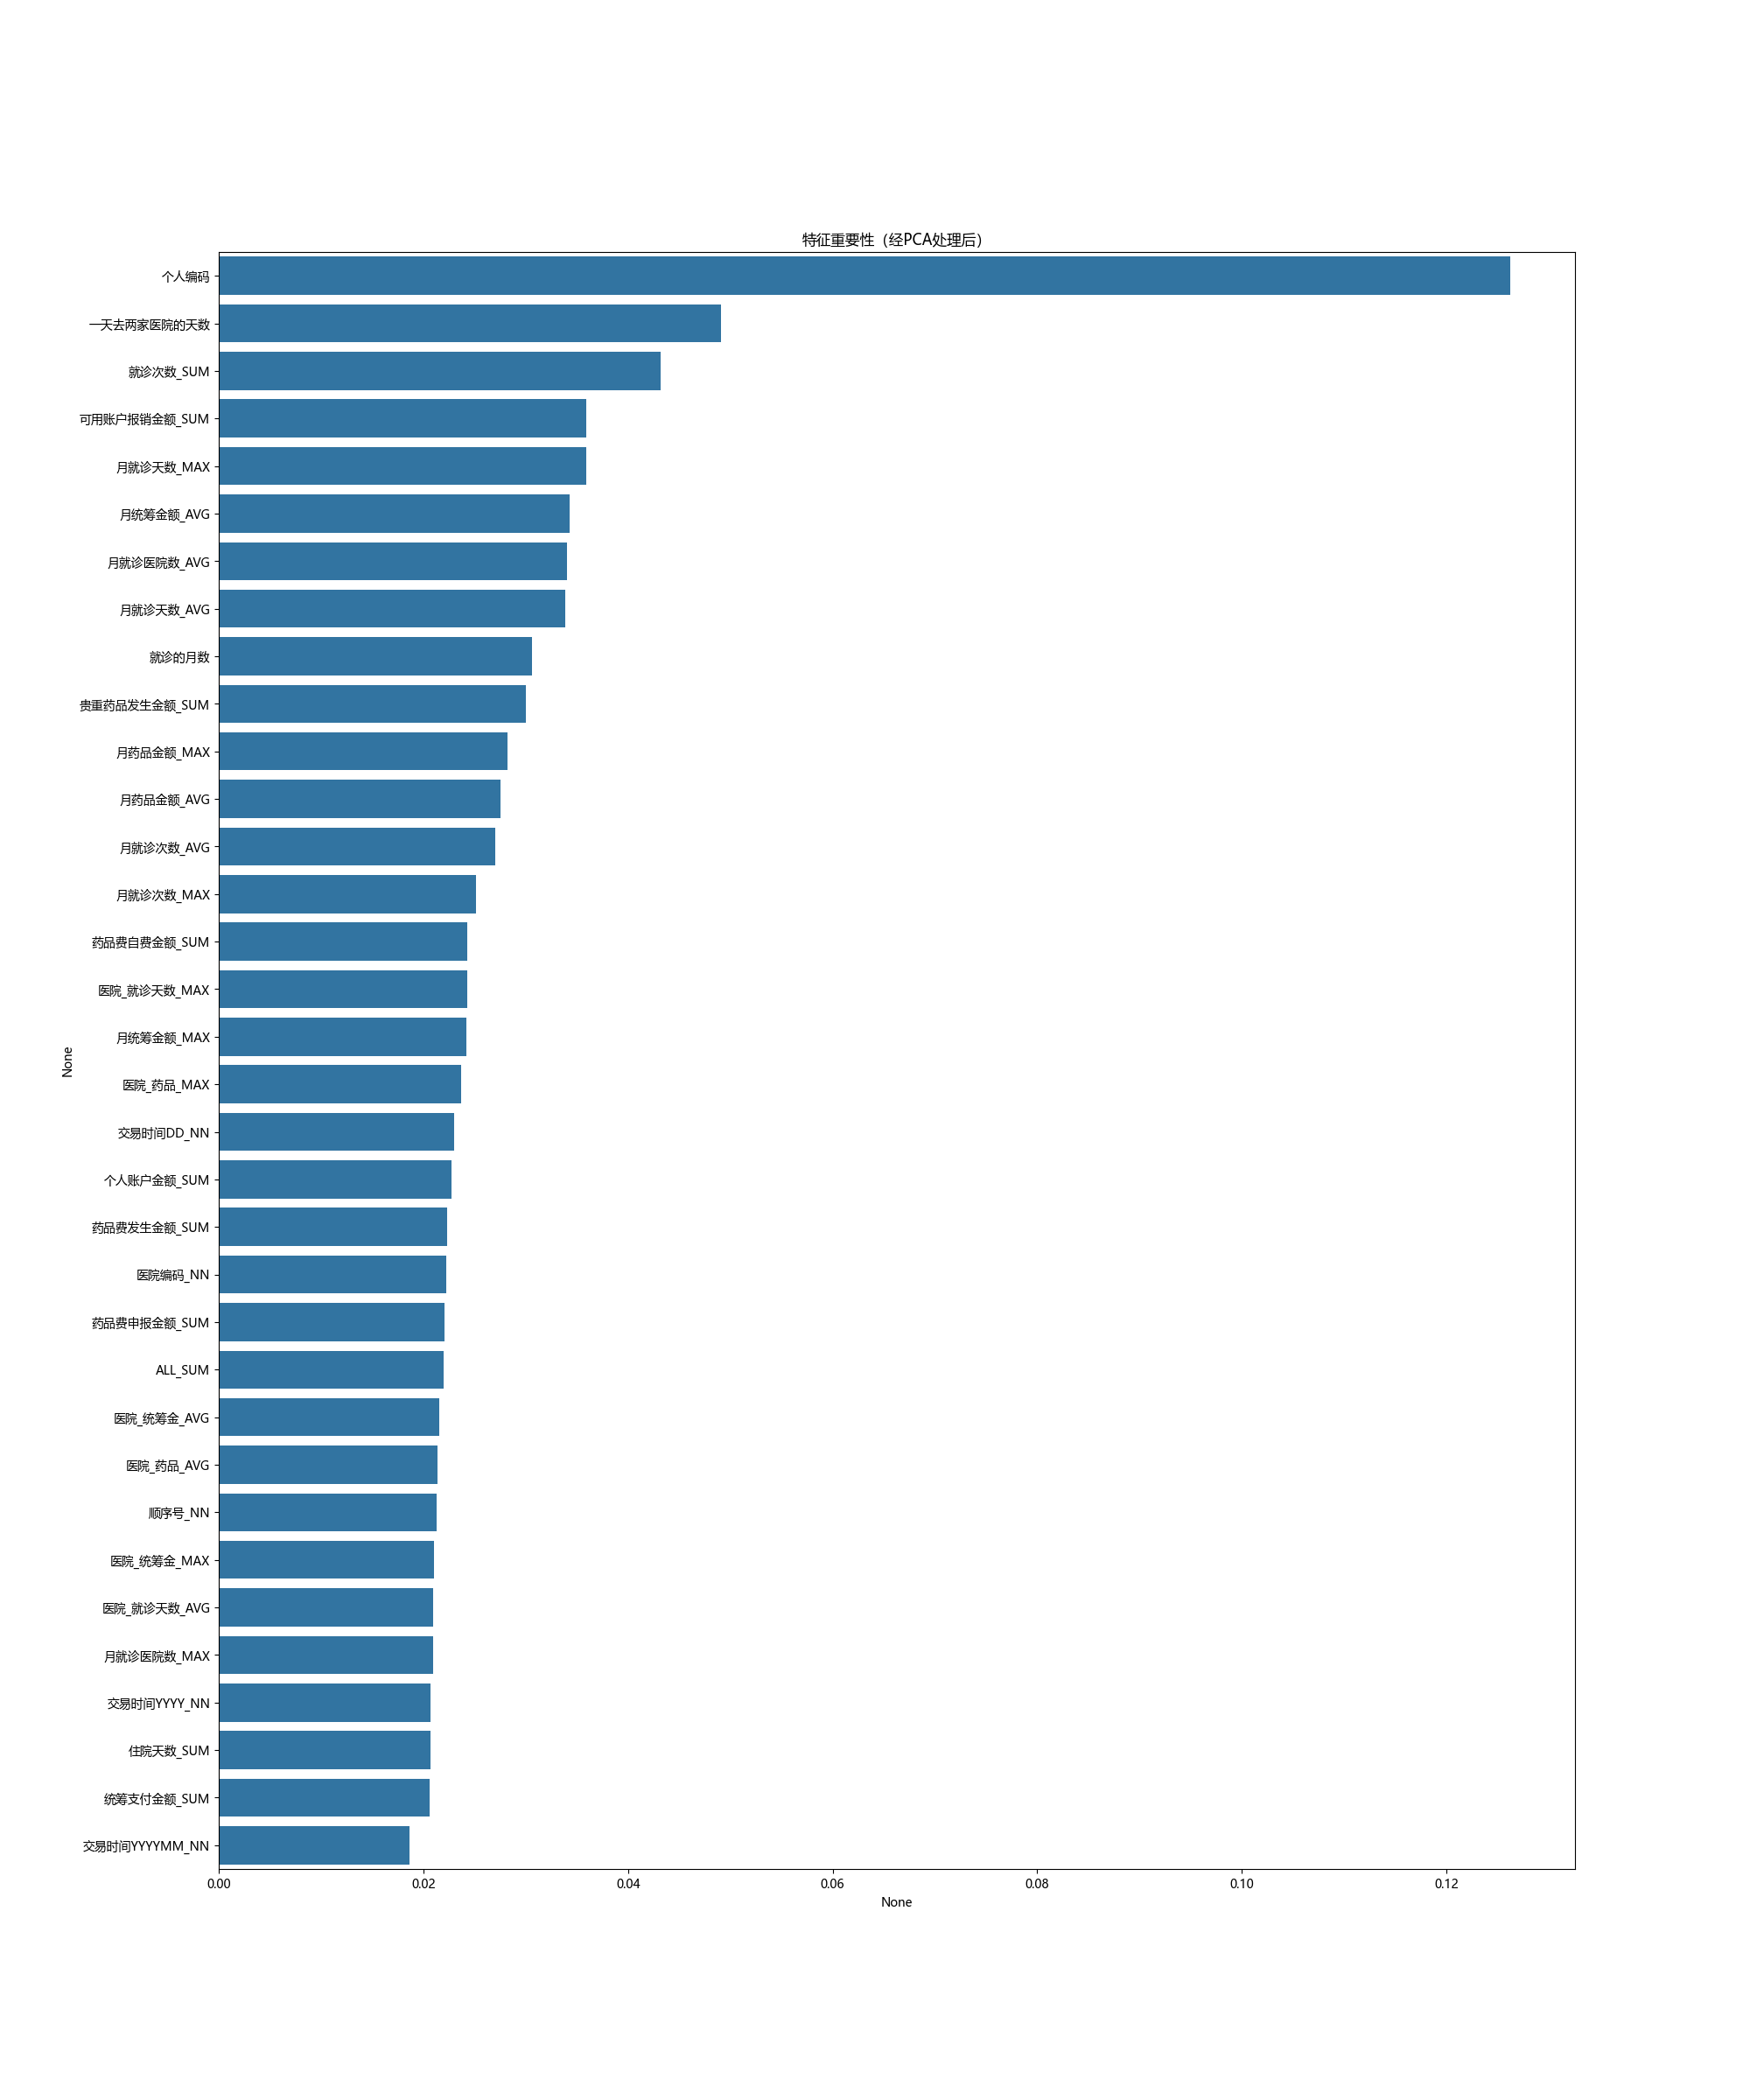 特征重要性（经PCA处理后）
个人编码
一天去两家医院的天数
就诊次数_SUM
可用账户报销金额_SUM
月就诊天数_MAX
月统筹金额_AVG
月就诊医院数_AVG
月就诊天数_AVG
就诊的月数
贵重药品发生金额_SUM
月药品金额_MAX
月药品金额_AVG
月就诊次数_AVG
月就诊次数_MAX
药品费自费金额_SUM
医院_就诊天数_MAX
月统筹金额_MAX
医院_药品_MAX
交易时间DD_NN
个人账户金额_SUM
药品费发生金额_SUM
医院编码_NN
药品费申报金额_SUM
ALL_SUM
医院_统筹金_AVG
医院_药品_AVG
顺序号_NN
医院_统筹金_MAX
医院_就诊天数_AVG
月就诊医院数_MAX
交易时间YYYY_NN
住院天数_SUM
统筹支付金额_SUM
交易时间YYYYMM_NN
None
0.00 0.02 0.04 0.06 0.08 0.10 0.12
None